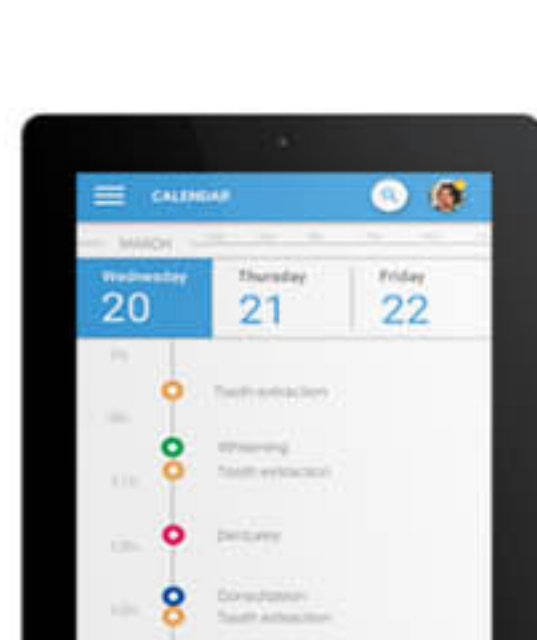 CALENDAR
MARCH
Wednesday Thursday Friday
20 21 22
Tooth extraction
Whitening
Tooth extraction
Dentures
Consultation
Tooth extraction